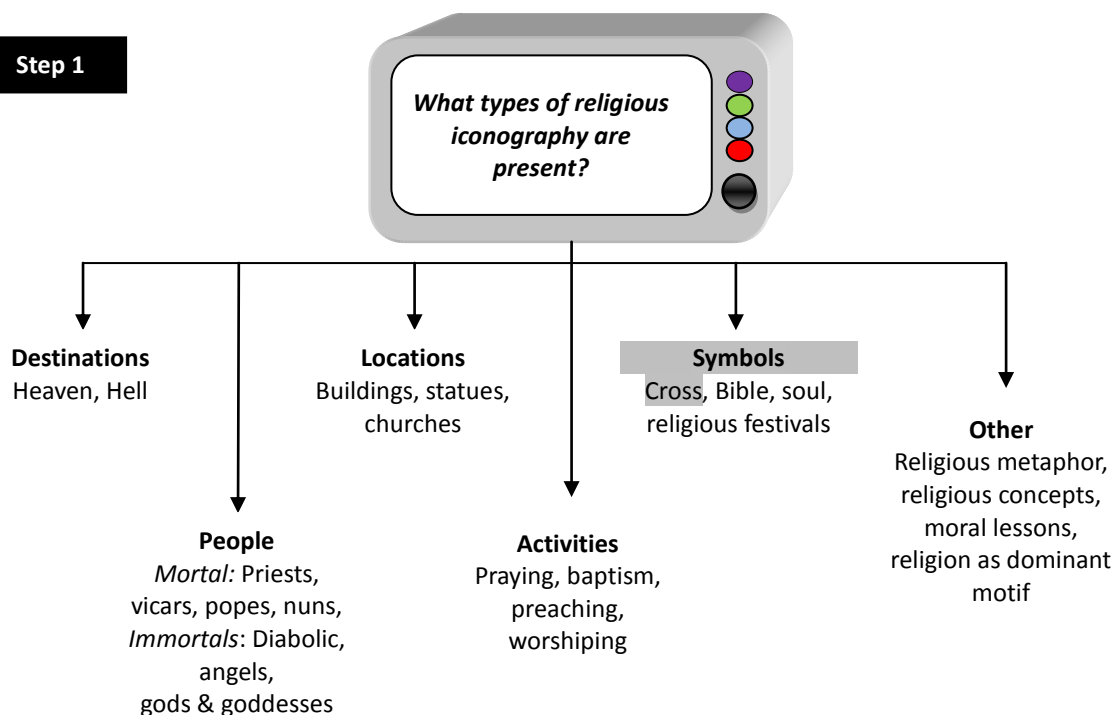 Step 1
What types of religious
iconography are
present?
Destinations
Heaven, Hell
Locations
Buildings, statues,
churches
Symbols
Cross, Bible, soul,
religious festivals
Other
Religious metaphor,
religious concepts,
moral lessons,
religion as dominant
motif
People
Mortal: Priests,
vicars, popes, nuns,
Immortals: Diabolic,
angels,
gods & goddesses
Activities
Praying, baptism,
preaching,
worshiping